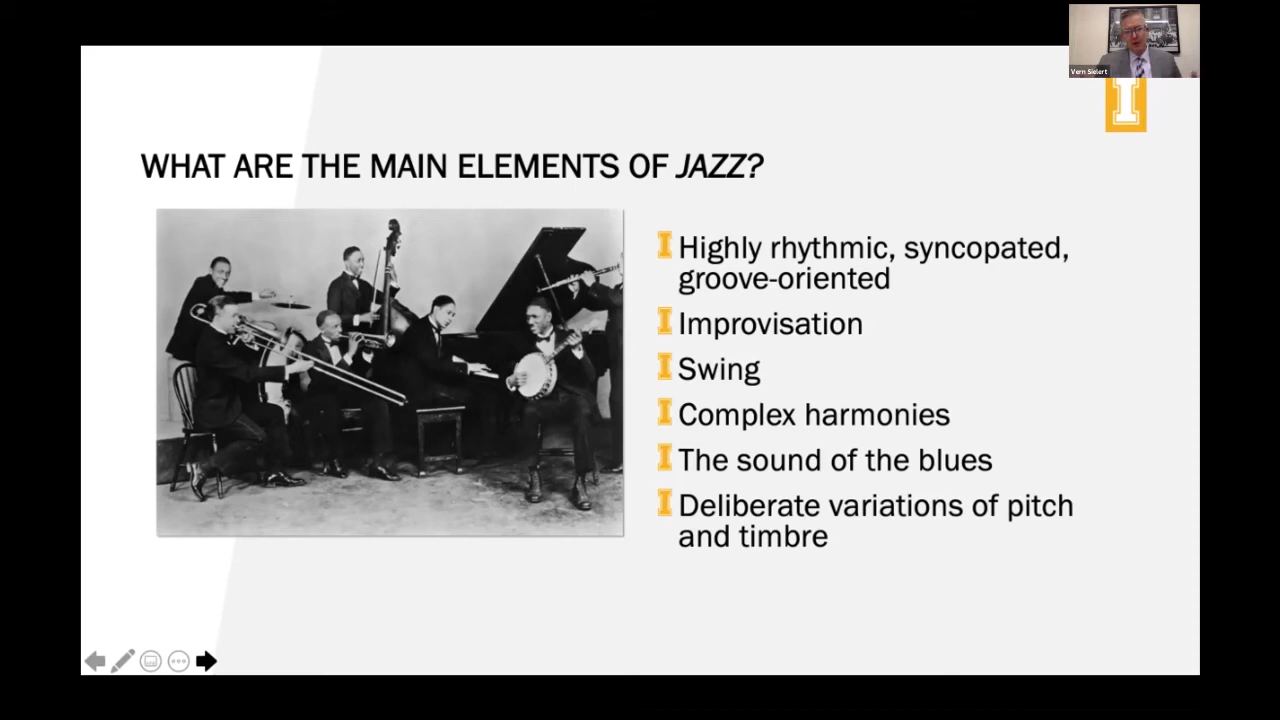 Vern Sielert
I
WHAT ARE THE MAIN ELEMENTS OF JAZZ?
I Highly rhythmic, syncopated,
groove-oriented
I Improvisation
I Swing
I Complex harmonies
I The sound of the blues
I Deliberate variations of pitch
and timbre